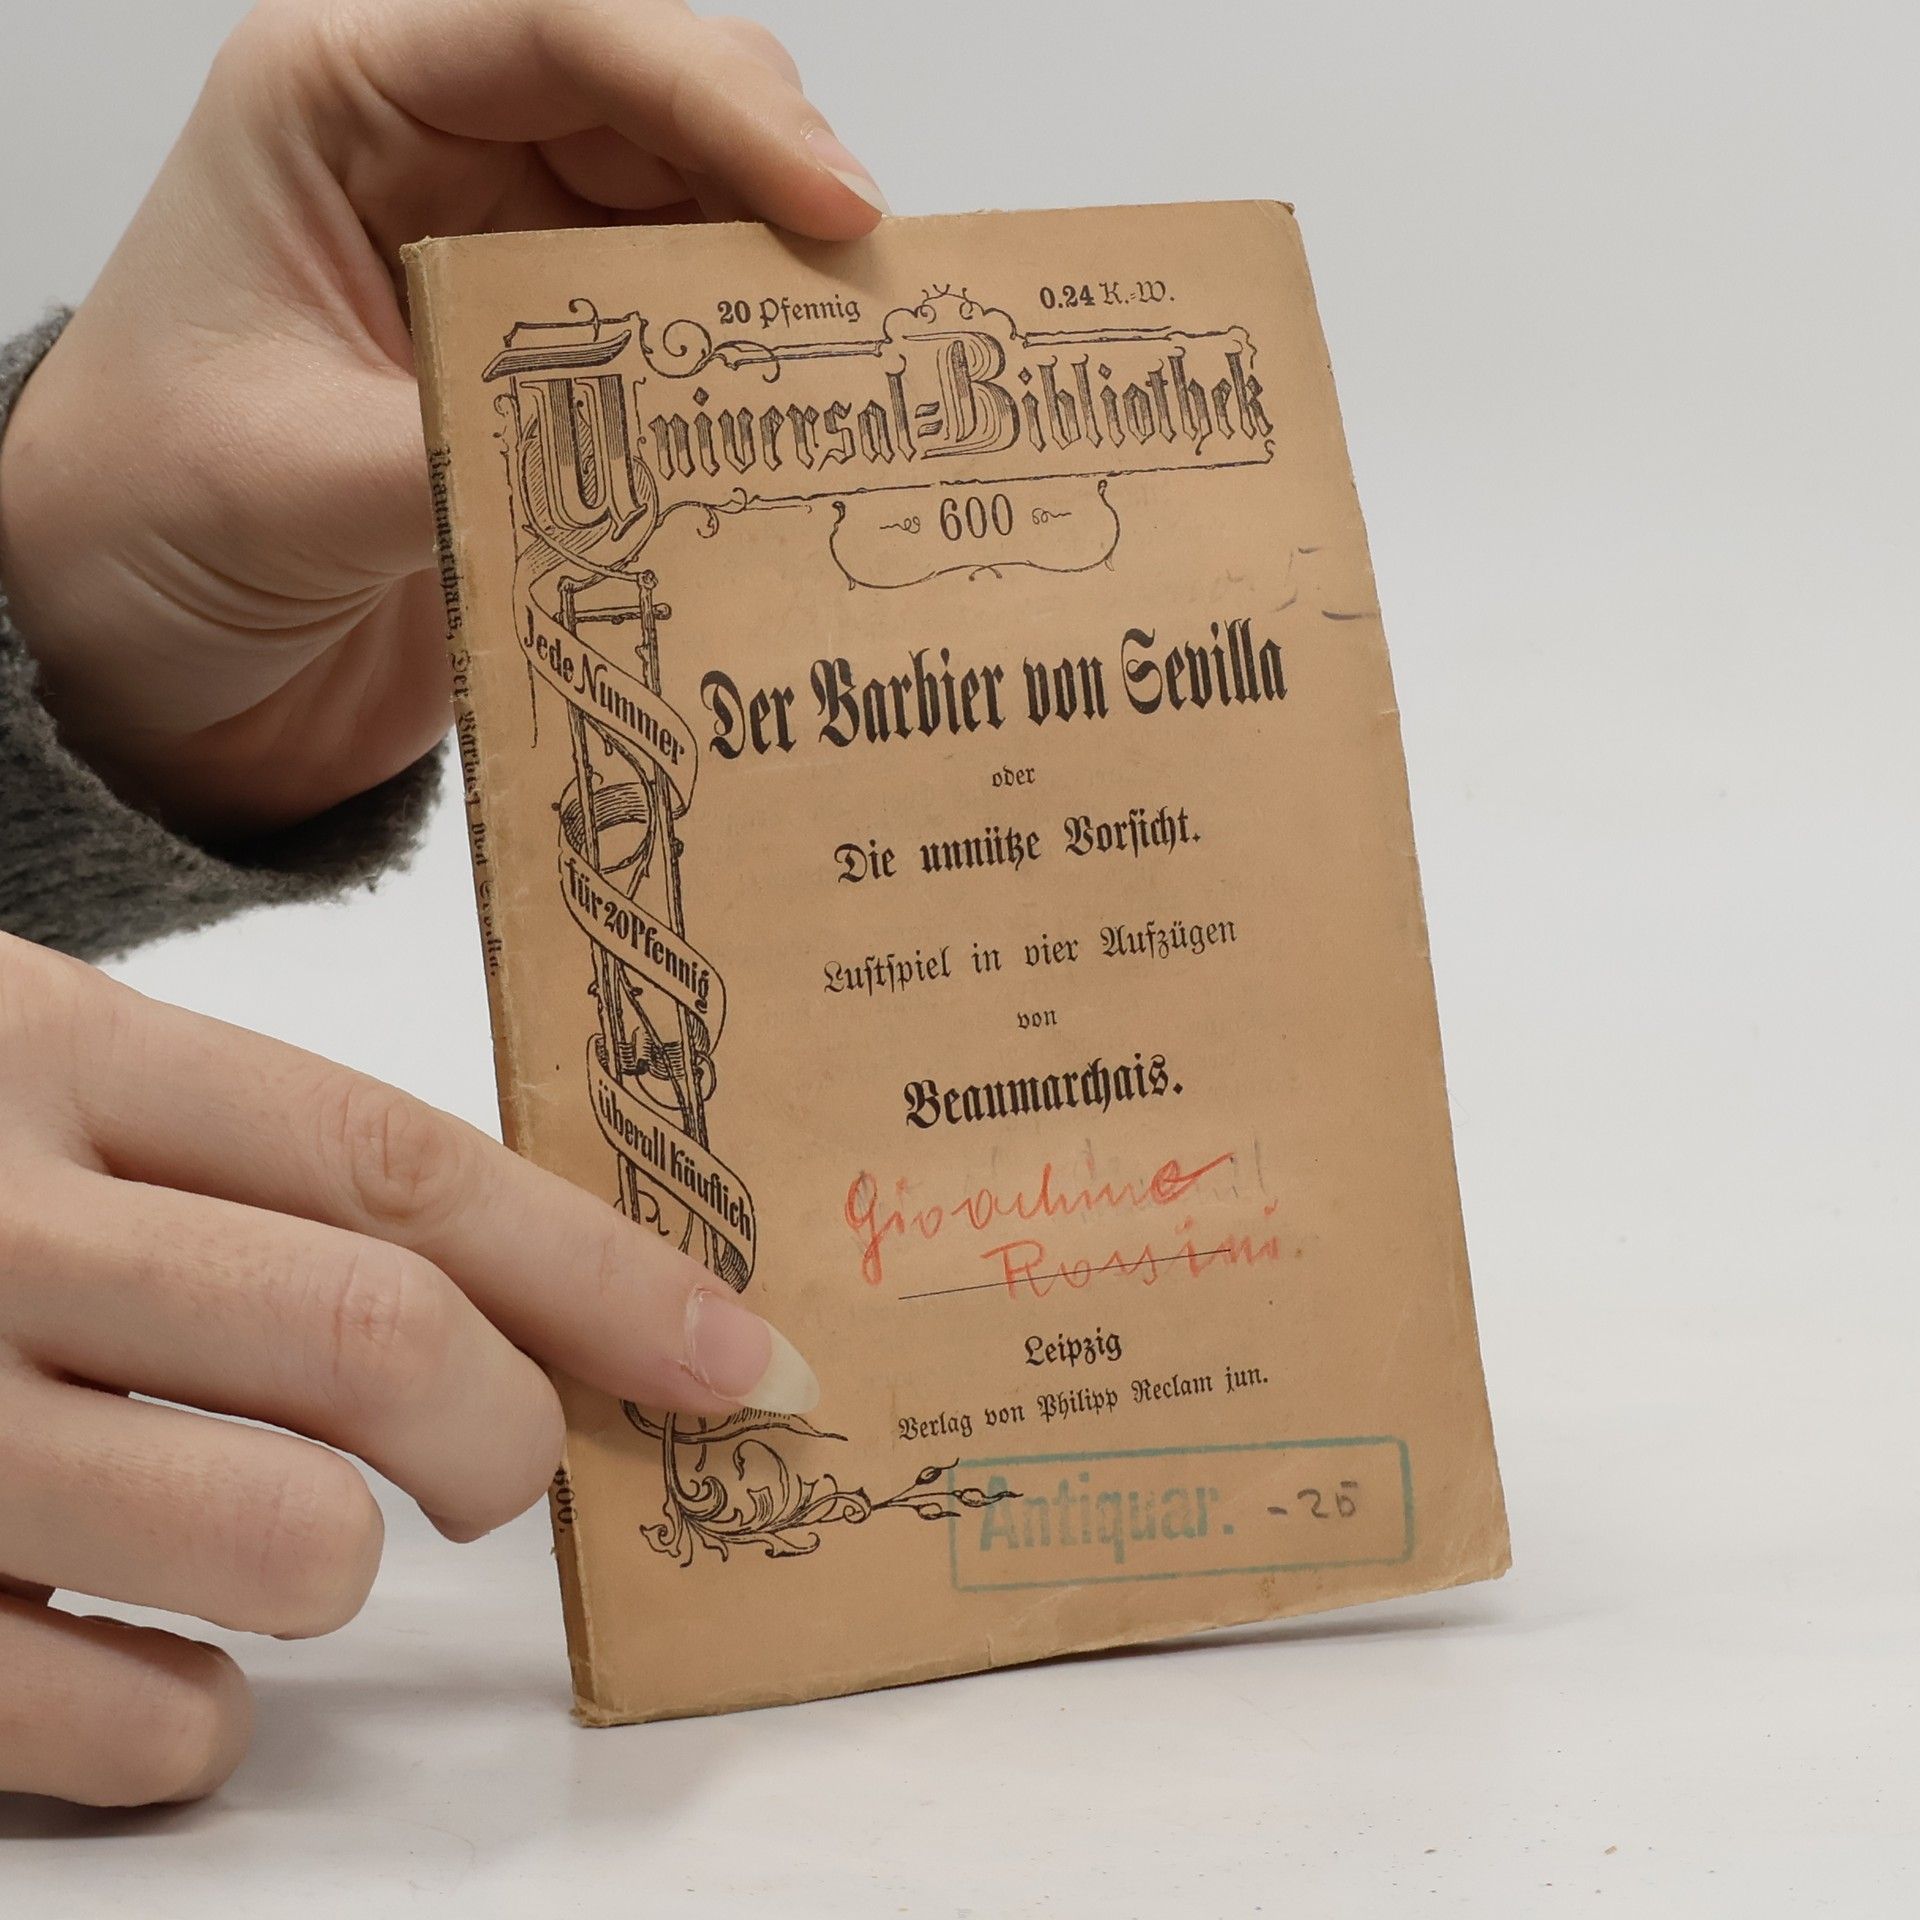 20 Pfennig 0.24 K.-W.
Universal-Bibliothek
600
Jede Nummer
für 20 Pfennig
überall käuflich
Der Barbier von Sevilla
oder
Die unnütze Vorsicht.
Lustspiel in vier Aufzügen
von
Beaumarchais.
Gioachino
Rossini.
Leipzig
Verlag von Philipp Reclam jun.
Antiquar. -25
Beaumarchais, Der Barbier von Sevilla.
600.